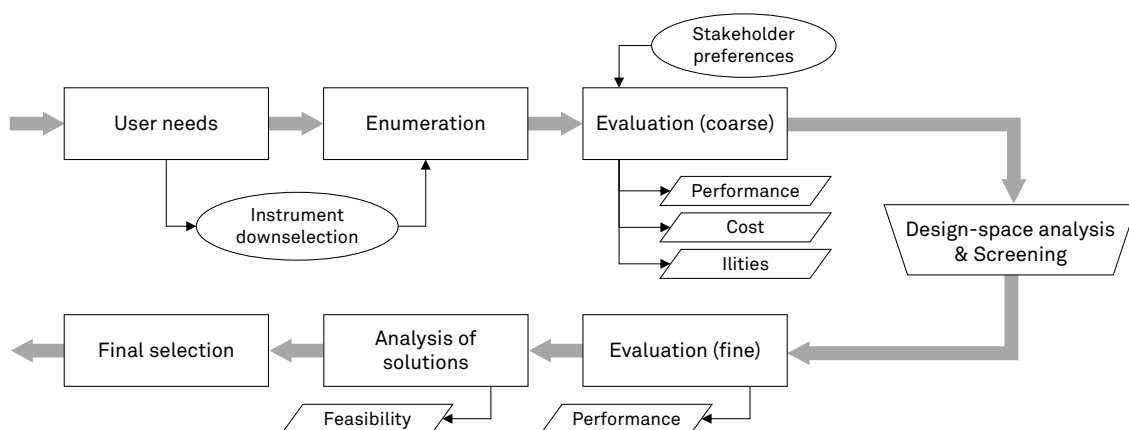 Stakeholder
preferences
User needs
Enumeration
Evaluation (coarse)
Instrument
downselection
Performance
Cost
Ilities
Design-space analysis
& Screening
Final selection
Analysis of
solutions
Evaluation (fine)
Feasibility
Performance